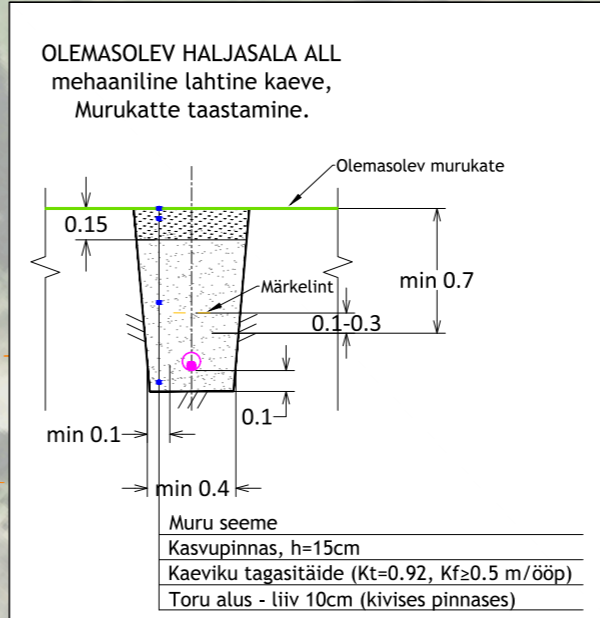 OLEMASOLEV HALJASALA ALL
mehaaniline lahtine kaeve,
Murukatte taastamine.
Olemasolev murukate
0.15
Märkelint
min 0.7
0.1-0.3
0.1
min 0.1
min 0.4
Muru seeme
Kasvupinnas, h=15cm
Kaeviku tagasitäide (Kt=0.92, Kf≥0.5 m/ööp)
Toru alus - liiv 10cm (kivises pinnases)